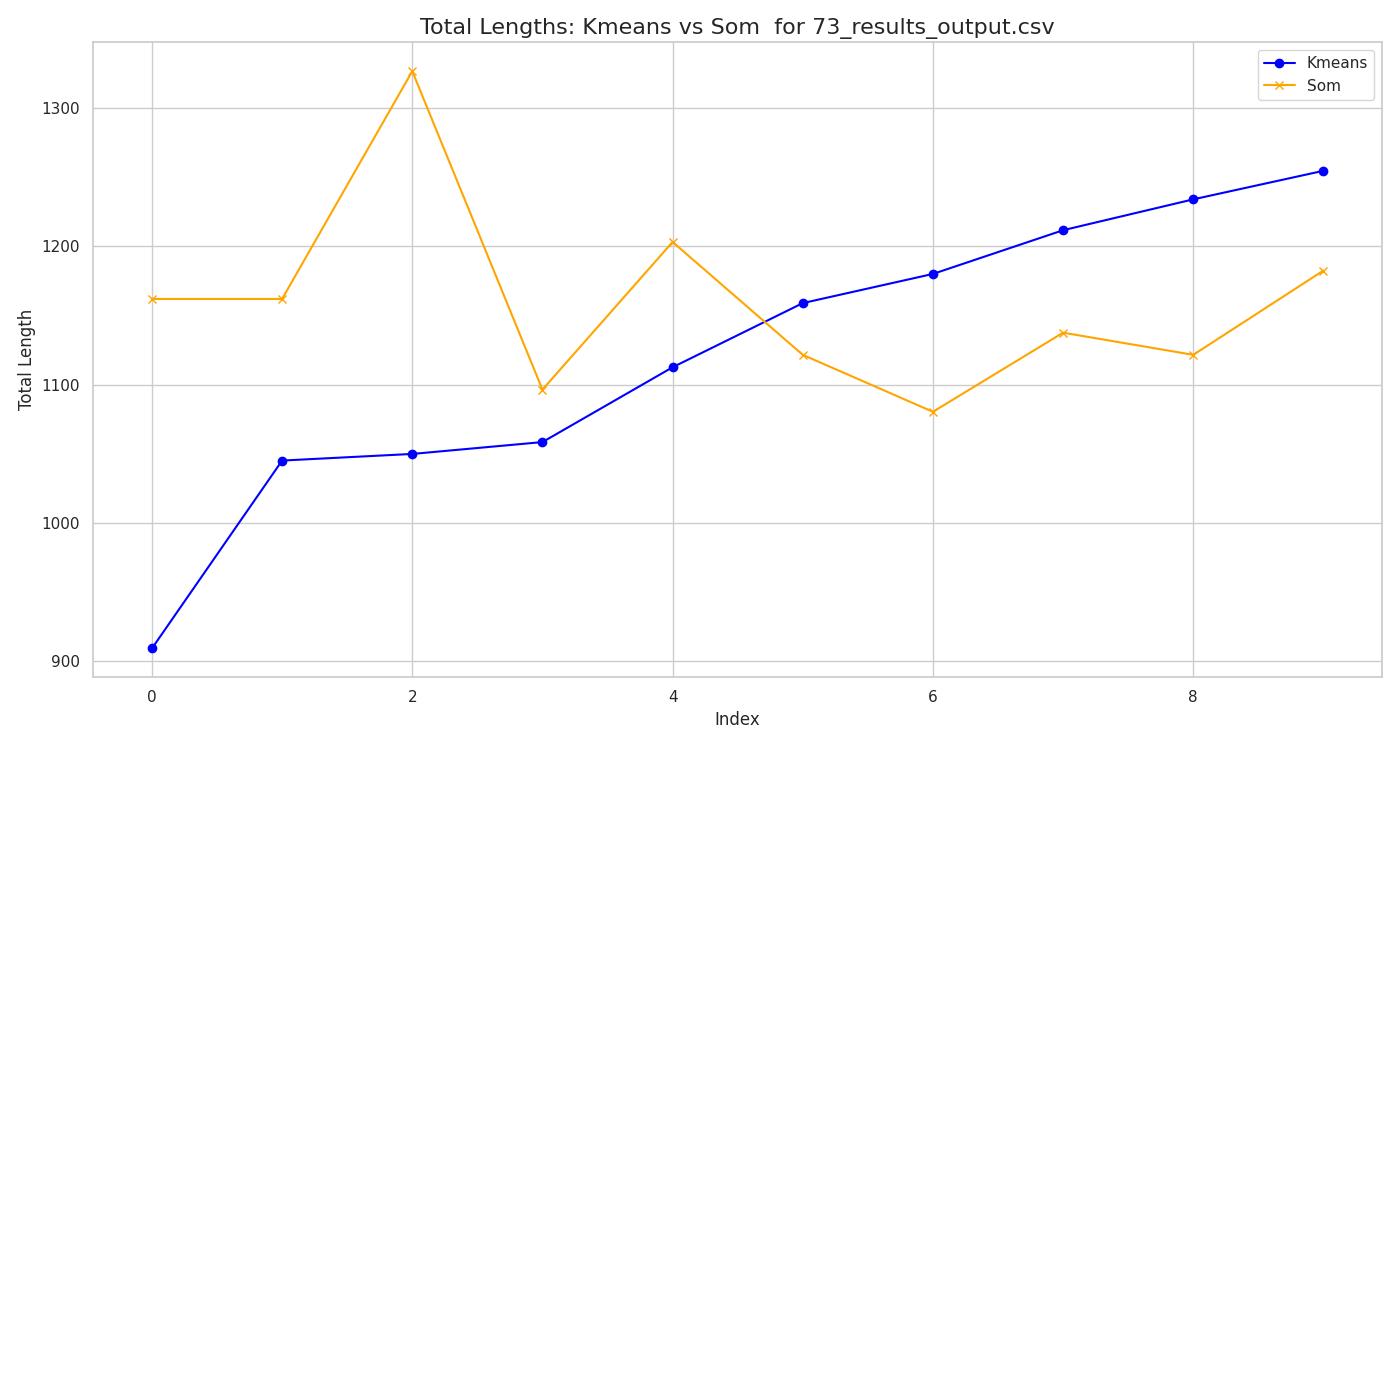 Total Lengths: Kmeans vs Som  for 73_results_output.csv
Kmeans
Som
1300
1200
1100
1000
900
Total Length
0 2 4 6 8
Index